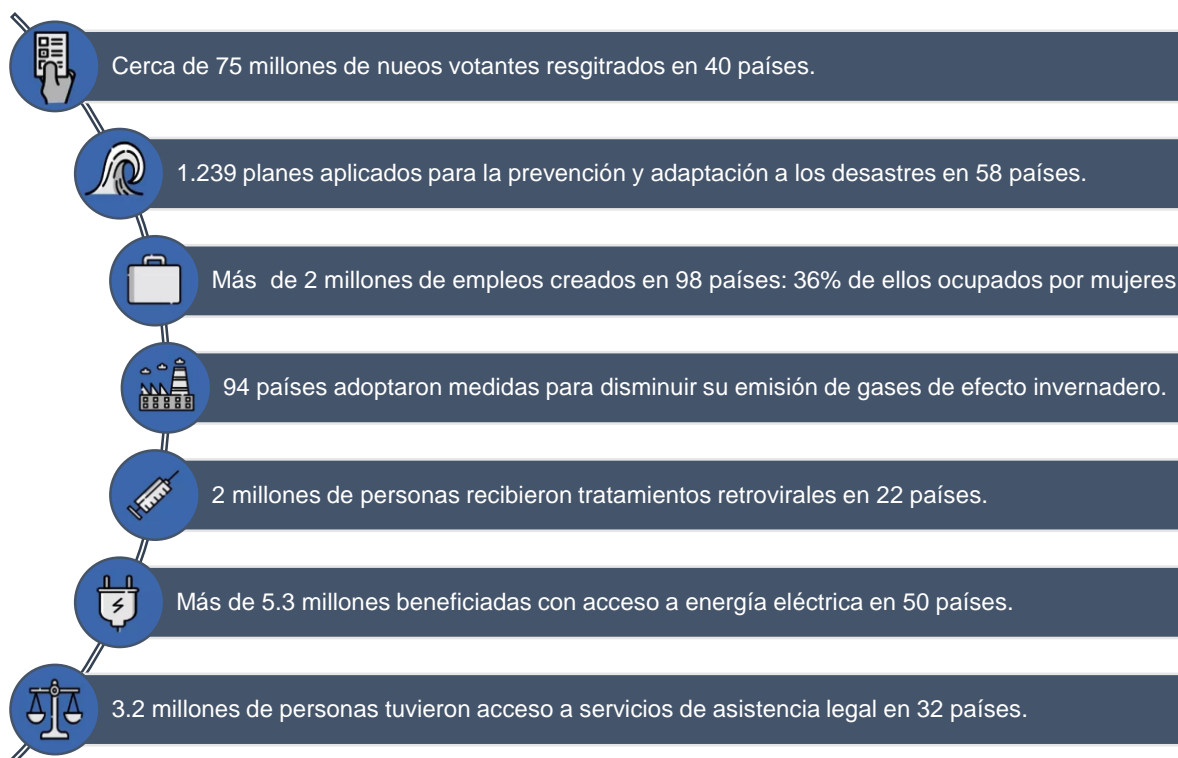 Cerca de 75 millones de nueos votantes resgitrados en 40 países.
1.239 planes aplicados para la prevención y adaptación a los desastres en 58 países.
Más  de 2 millones de empleos creados en 98 países: 36% de ellos ocupados por mujeres
94 países adoptaron medidas para disminuir su emisión de gases de efecto invernadero.
2 millones de personas recibieron tratamientos retrovirales en 22 países.
Más de 5.3 millones beneficiadas con acceso a energía eléctrica en 50 países.
3.2 millones de personas tuvieron acceso a servicios de asistencia legal en 32 países.